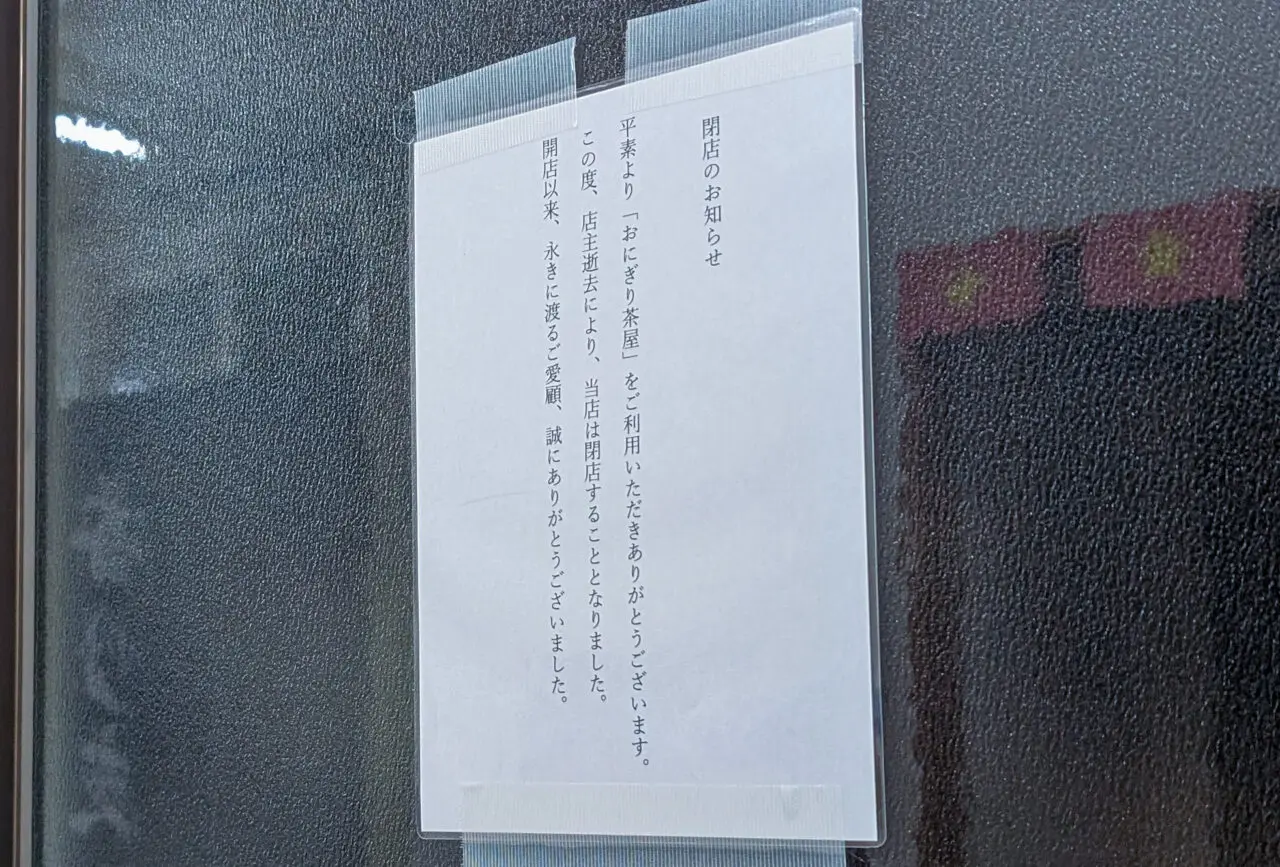 閉店のお知らせ
平素より「おにぎり茶屋」をご利用いただきありがとうございます。
この度、店主逝去により、当店は閉店することとなりました。
開店以来、永きに渡るご愛顧、誠にありがとうございました。